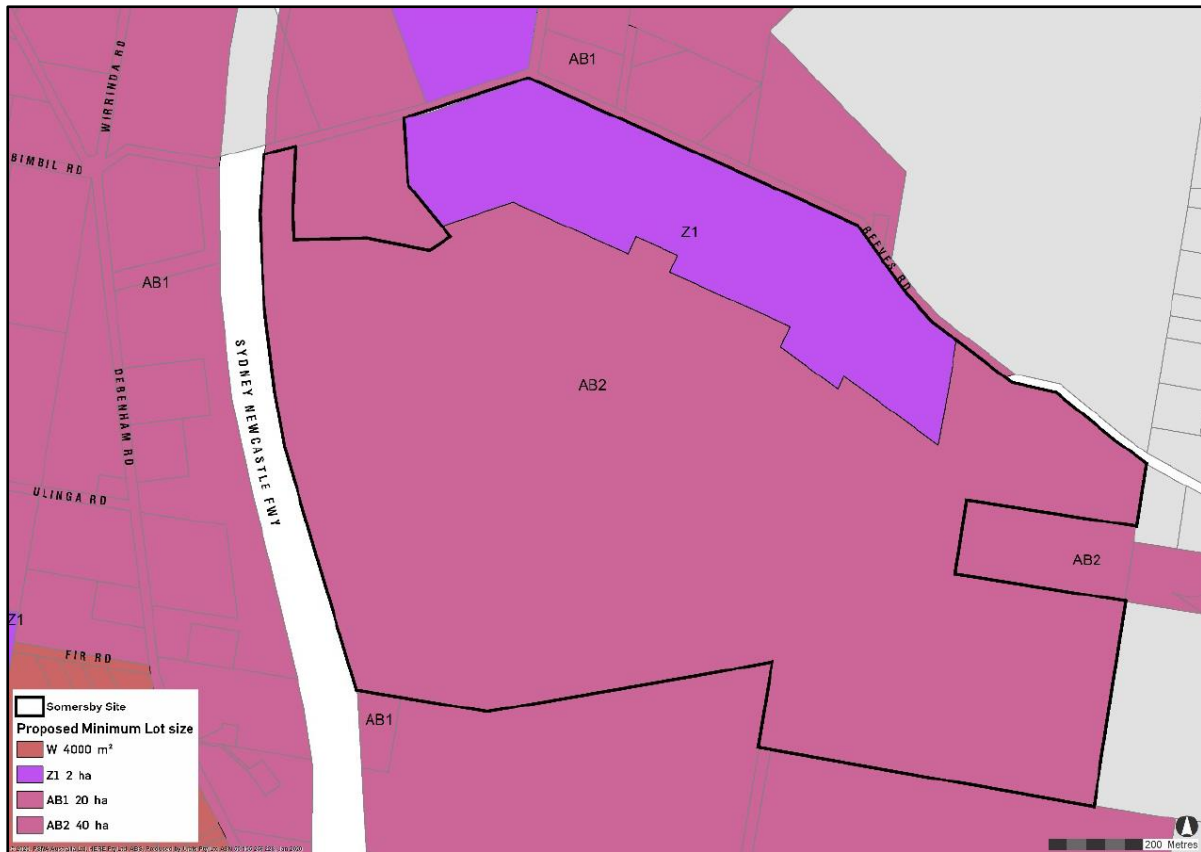 WIRRINDA RD
AB1
BIMBIL RD
Z1
REEVES RD
AB1
SYDNEY NEWCASTLE FWY
DEBENHAM RD
AB2
ULINGA RD
AB2
Z1
FIR RD
AB1
Somersby Site
Proposed Minimum Lot size
W 4000 m²
Z1 2 ha
AB1 20 ha
AB2 40 ha
200 Metres